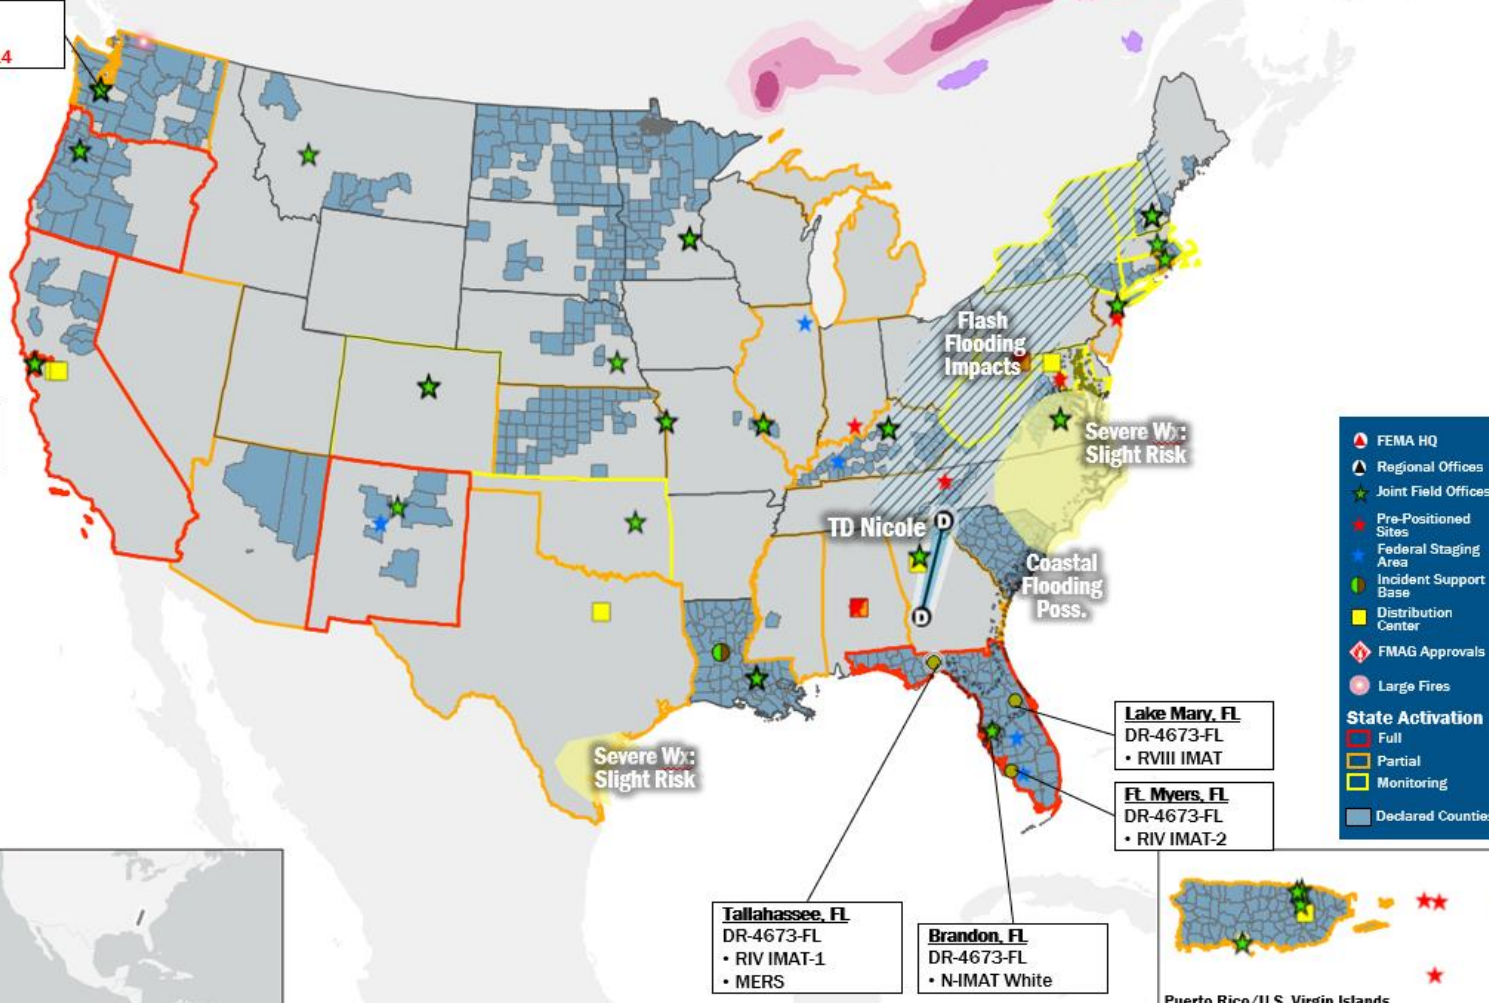 4
Flash
Flooding
Impacts
Severe Wx:
Slight Risk
TD Nicole
D
D
Coastal
Flooding
Poss.
Severe Wx:
Slight Risk
FEMA HQ
Regional Offices
Joint Field Offices
Pre-Positioned
Sites
Federal Staging
Area
Incident Support
Base
Distribution
Center
FMAG Approvals
Large Fires
State Activation
Full
Partial
Monitoring
Declared Counties
Lake Mary, FL
DR-4673-FL
• RVIII IMAT
Ft. Myers, FL
DR-4673-FL
• RIV IMAT-2
Tallahassee, FL
DR-4673-FL
• RIV IMAT-1
• MERS
Brandon, FL
DR-4673-FL
• N-IMAT White
Puerto Rico/U.S. Virgin Islands